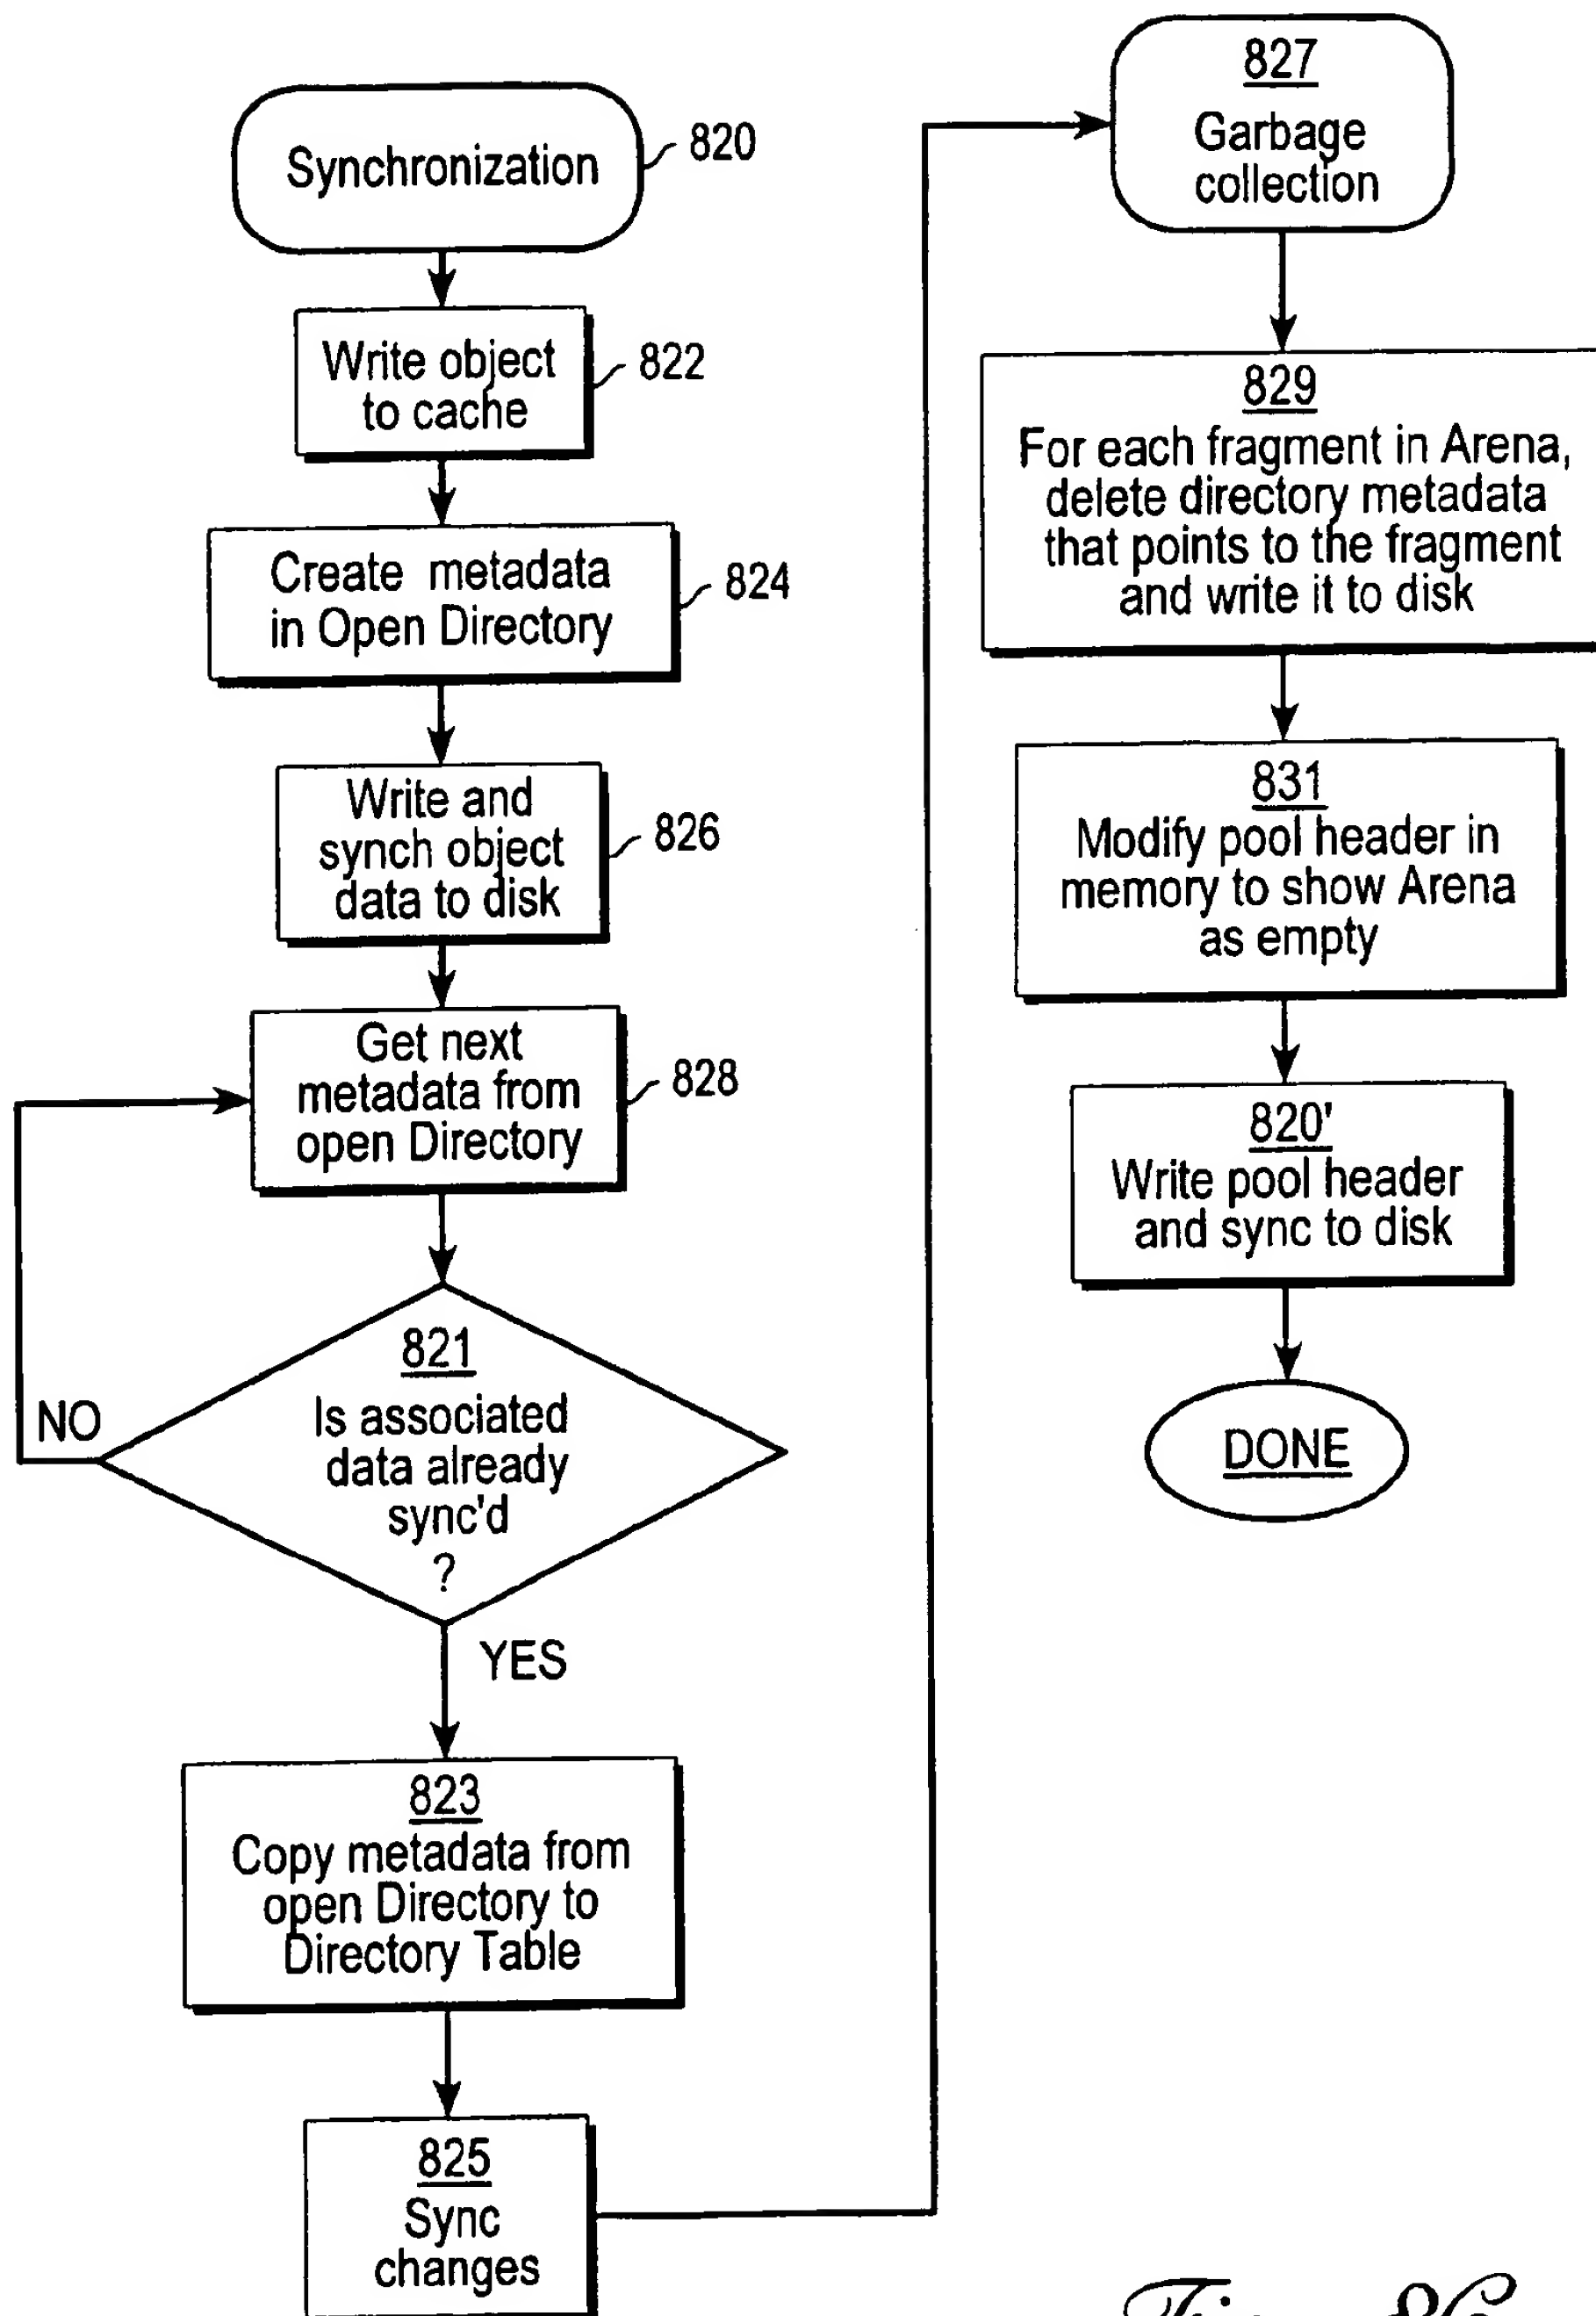 Synchronization
820
Write object
to cache
822
Create metadata
in Open Directory
824
Write and
synch object
data to disk
826
Get next
metadata from
open Directory
828
821
Is associated
data already
sync'd
?
NO
YES
823
Copy metadata from
open Directory to
Directory Table
825
Sync
changes
827
Garbage
collection
829
For each fragment in Arena,
delete directory metadata
that points to the fragment
and write it to disk
831
Modify pool header in
memory to show Arena
as empty
820'
Write pool header
and sync to disk
DONE